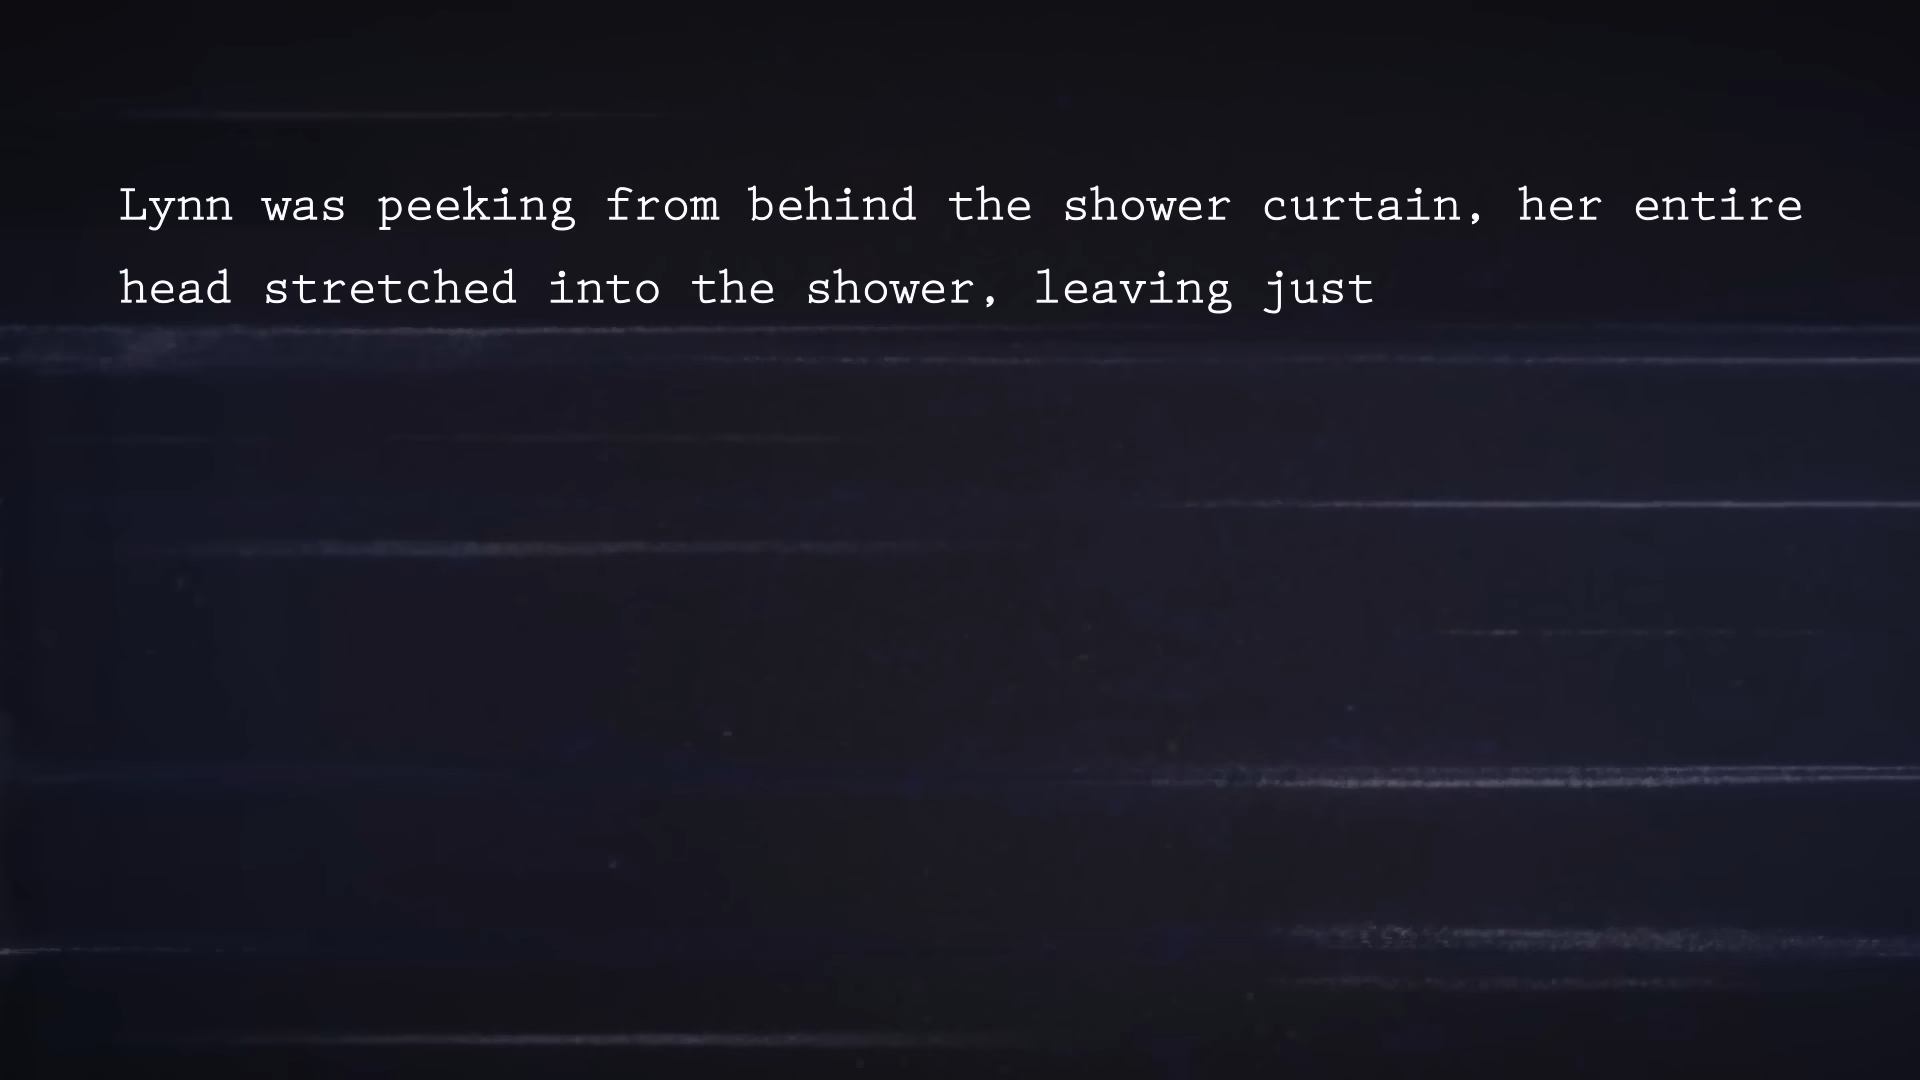 Lynn was peeking from behind the shower curtain, her entire
head stretched into the shower, leaving just